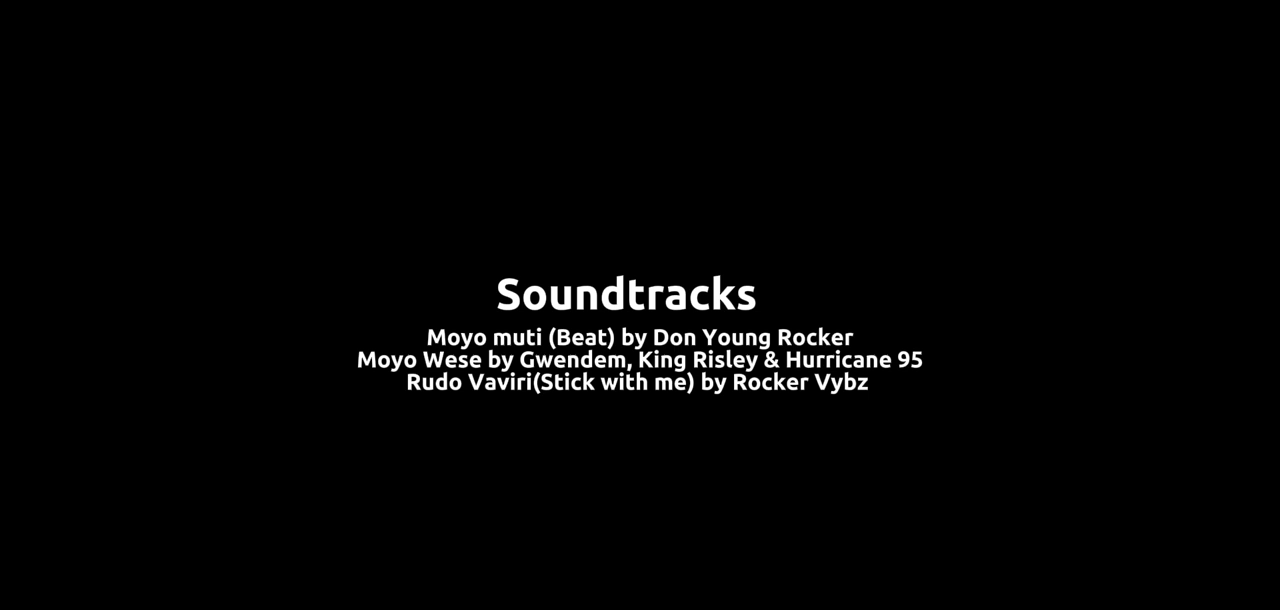 Soundtracks
Moyo muti (Beat) by Don Young Rocker
Moyo Wese by Gwendem, King Risley & Hurricane 95
Rudo Vaviri(Stick with me) by Rocker Vybz